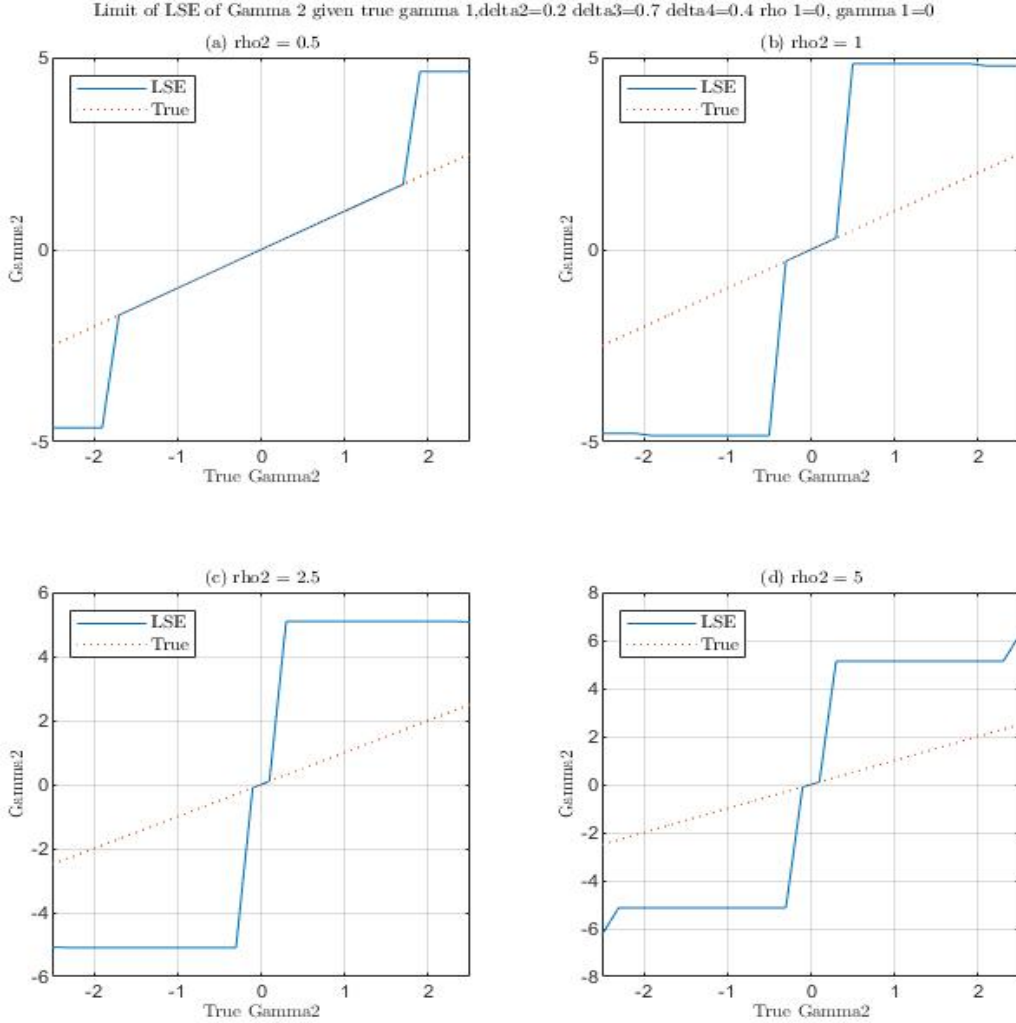 Limit of LSE of Gamma 2 given true gamma 1,delta2=0.2 delta3=0.7 delta4=0.4 rho 1=0, gamma 1=0
(a) rho2 = 0.5
LSE
True
5
0
-5
Gamma2
-2 -1 0 1 2
True Gamma2
(b) rho2 = 1
LSE
True
5
0
-5
Gamma2
-2 -1 0 1 2
True Gamma2
(c) rho2 = 2.5
LSE
True
6
4
2
0
-2
-4
-6
Gamma2
-2 -1 0 1 2
True Gamma2
(d) rho2 = 5
LSE
True
8
6
4
2
0
-2
-4
-6
-8
Gamma2
-2 -1 0 1 2
True Gamma2